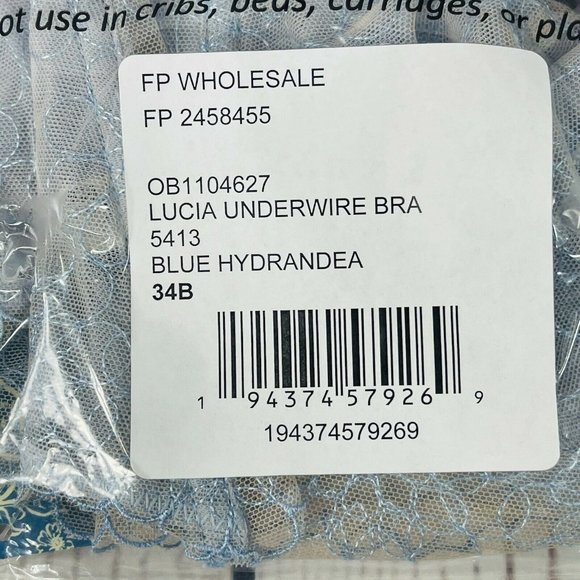 ot use in cribs, beds, carriages, or pla
FP WHOLESALE
FP 2458455
OB1104627
LUCIA UNDERWIRE BRA
5413
BLUE HYDRANDEA
34B
1 94374 57926 9
194374579269